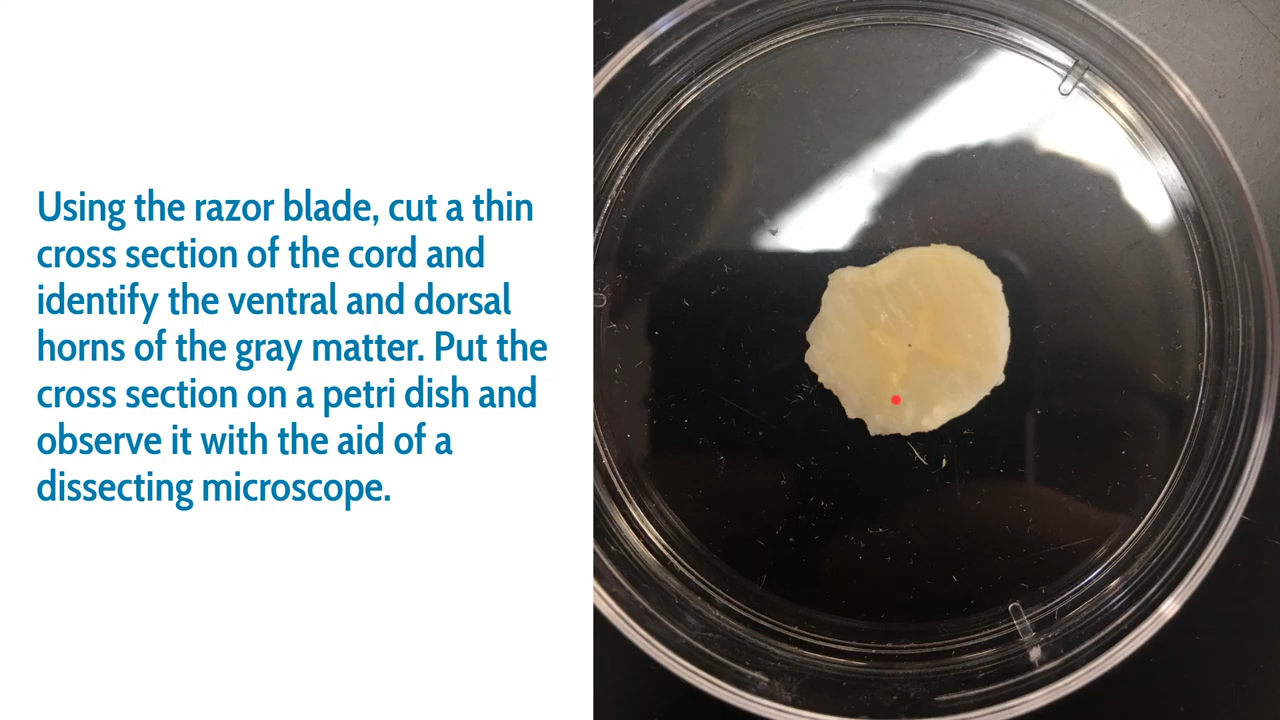 Using the razor blade, cut a thin
cross section of the cord and
identify the ventral and dorsal
horns of the gray matter. Put the
cross section on a petri dish and
observe it with the aid of a
dissecting microscope.